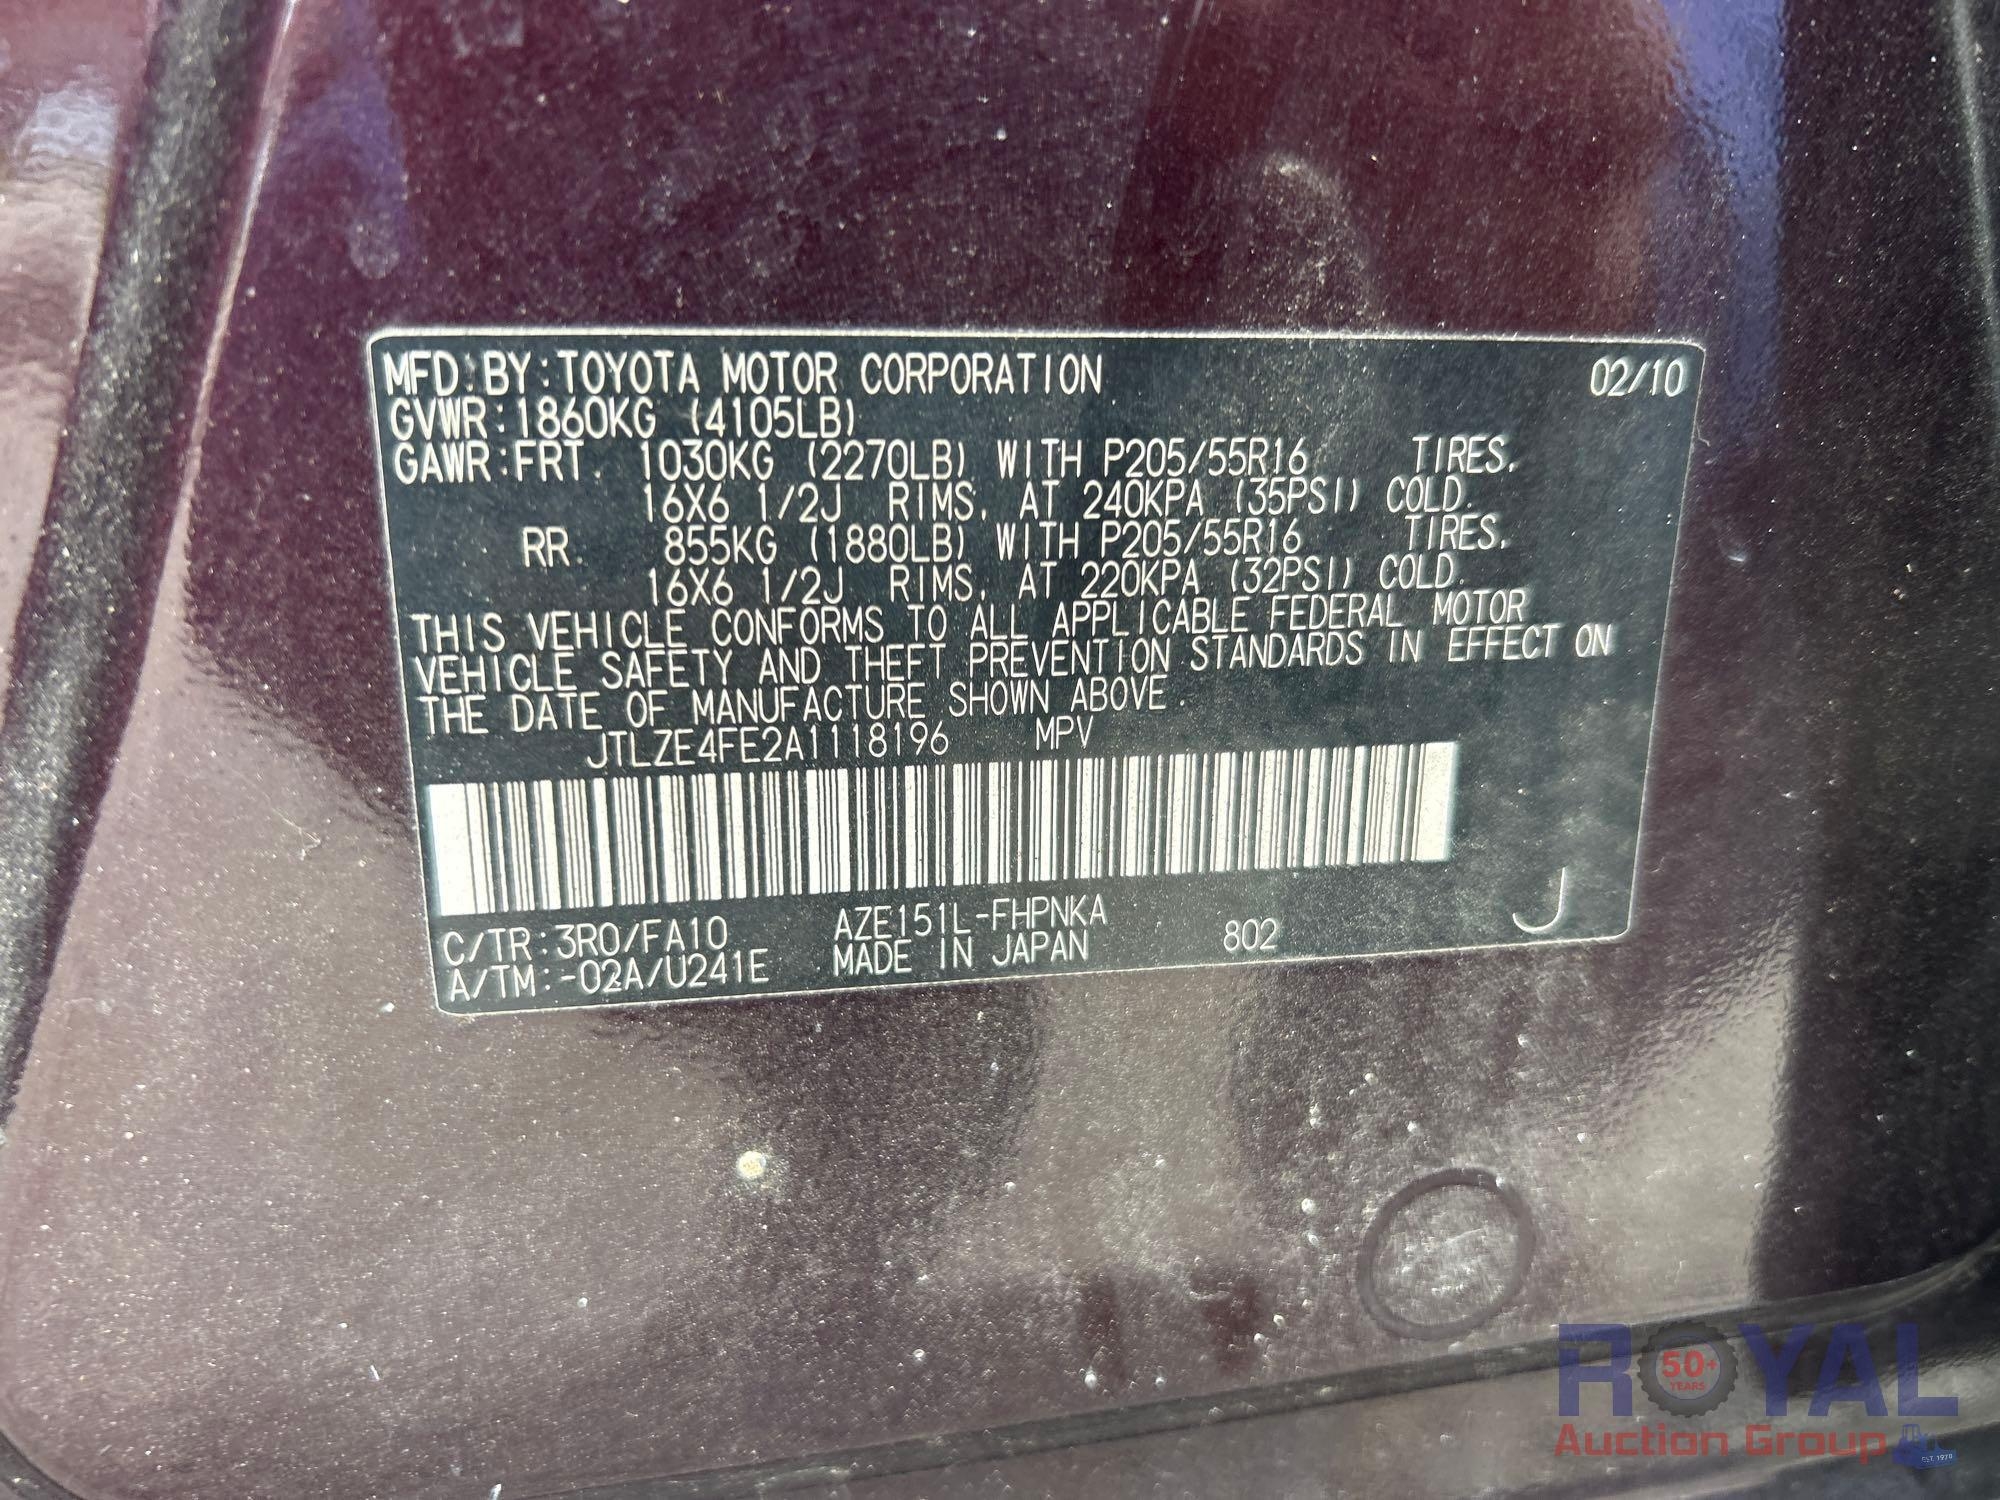 MFD.BY:TOYOTA MOTOR CORPORATION 02/10
GVWR:1860KG (4105LB)
GAWR:FRT. 1030KG (2270LB) WITH P205/55R16 TIRES,
16X6 1/2J RIMS, AT 240KPA (35PSI) COLD.
RR. 855KG (1880LB) WITH P205/55R16 TIRES,
16X6 1/2J RIMS, AT 220KPA (32PSI) COLD.
THIS VEHICLE CONFORMS TO ALL APPLICABLE FEDERAL MOTOR
VEHICLE SAFETY AND THEFT PREVENTION STANDARDS IN EFFECT ON
THE DATE OF MANUFACTURE SHOWN ABOVE.
JTLZE4FE2A1118196 MPV
C/TR:3R0/FA10 AZE151L-FHPNKA
A/TM:-02A/U241E MADE IN JAPAN 802 J
ROYAL
50+
YEARS
Auction Group
EST. 1970